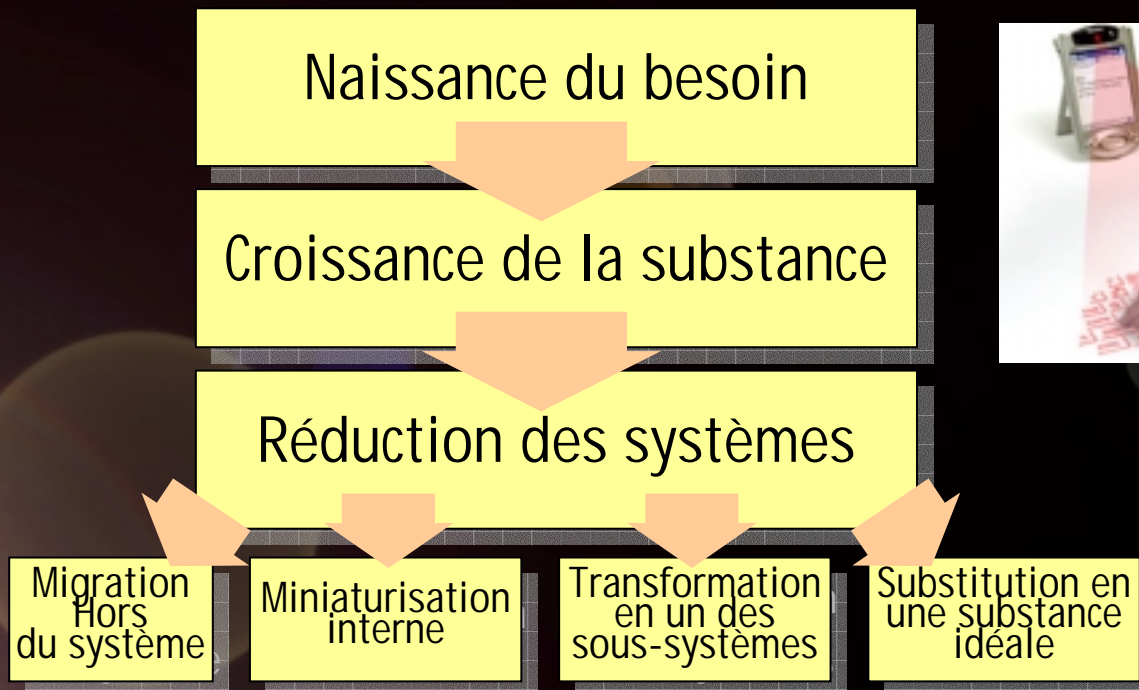 Naissance du besoin
Croissance de la substance
Réduction des systèmes
Migration
Hors
du système
Miniaturisation
interne
Transformation
en un des
sous-systèmes
Substitution en
une substance
idéale